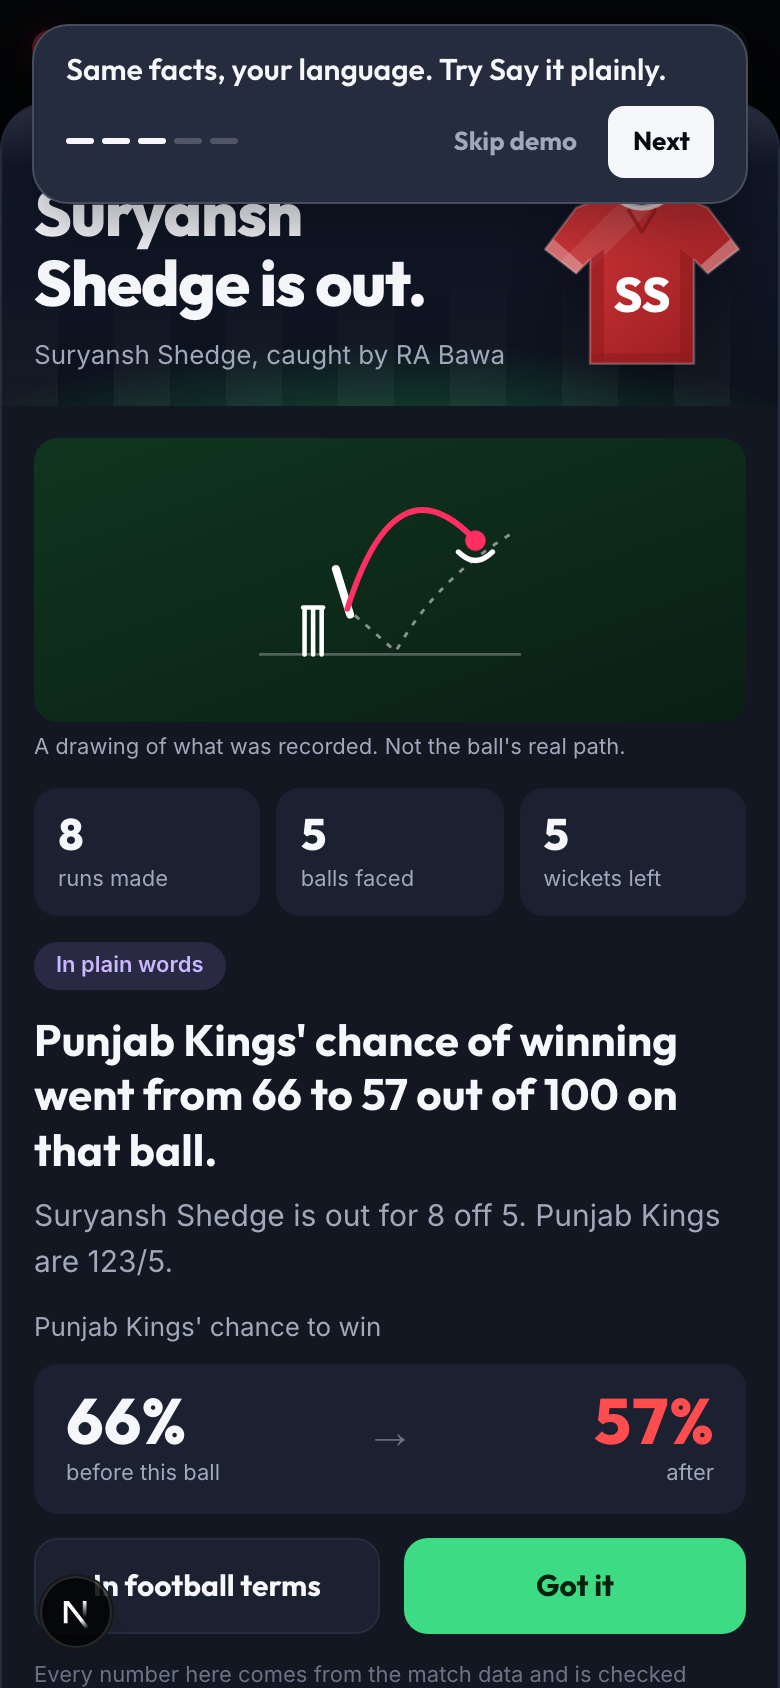 Same facts, your language. Try Say it plainly.
Skip demo
Next
Suryansh
Shedge is out.
SS
Suryansh Shedge, caught by RA Bawa
A drawing of what was recorded. Not the ball's real path.
8
runs made
5
balls faced
5
wickets left
In plain words
Punjab Kings' chance of winning
went from 66 to 57 out of 100 on
that ball.
Suryansh Shedge is out for 8 off 5. Punjab Kings
are 123/5.
Punjab Kings' chance to win
66%
before this ball
→
57%
after
In football terms
Got it
N
Every number here comes from the match data and is checked